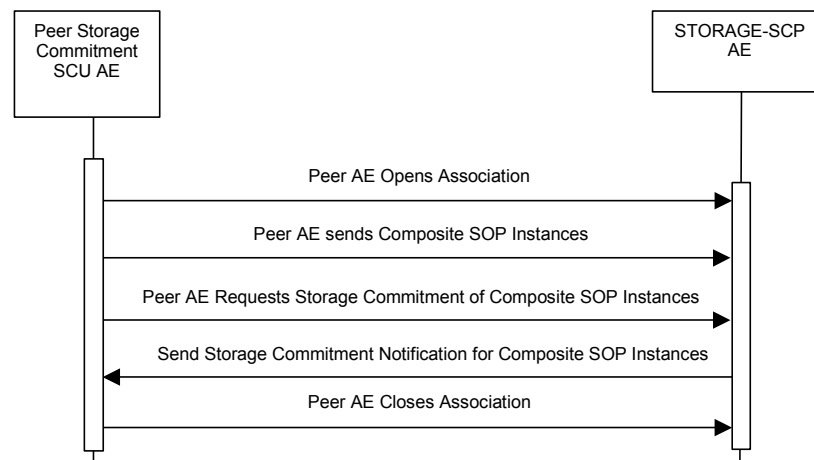 Peer Storage
Commitment
SCU AE
STORAGE-SCP
AE
Peer AE Opens Association
Peer AE sends Composite SOP Instances
Peer AE Requests Storage Commitment of Composite SOP Instances
Send Storage Commitment Notification for Composite SOP Instances
Peer AE Closes Association